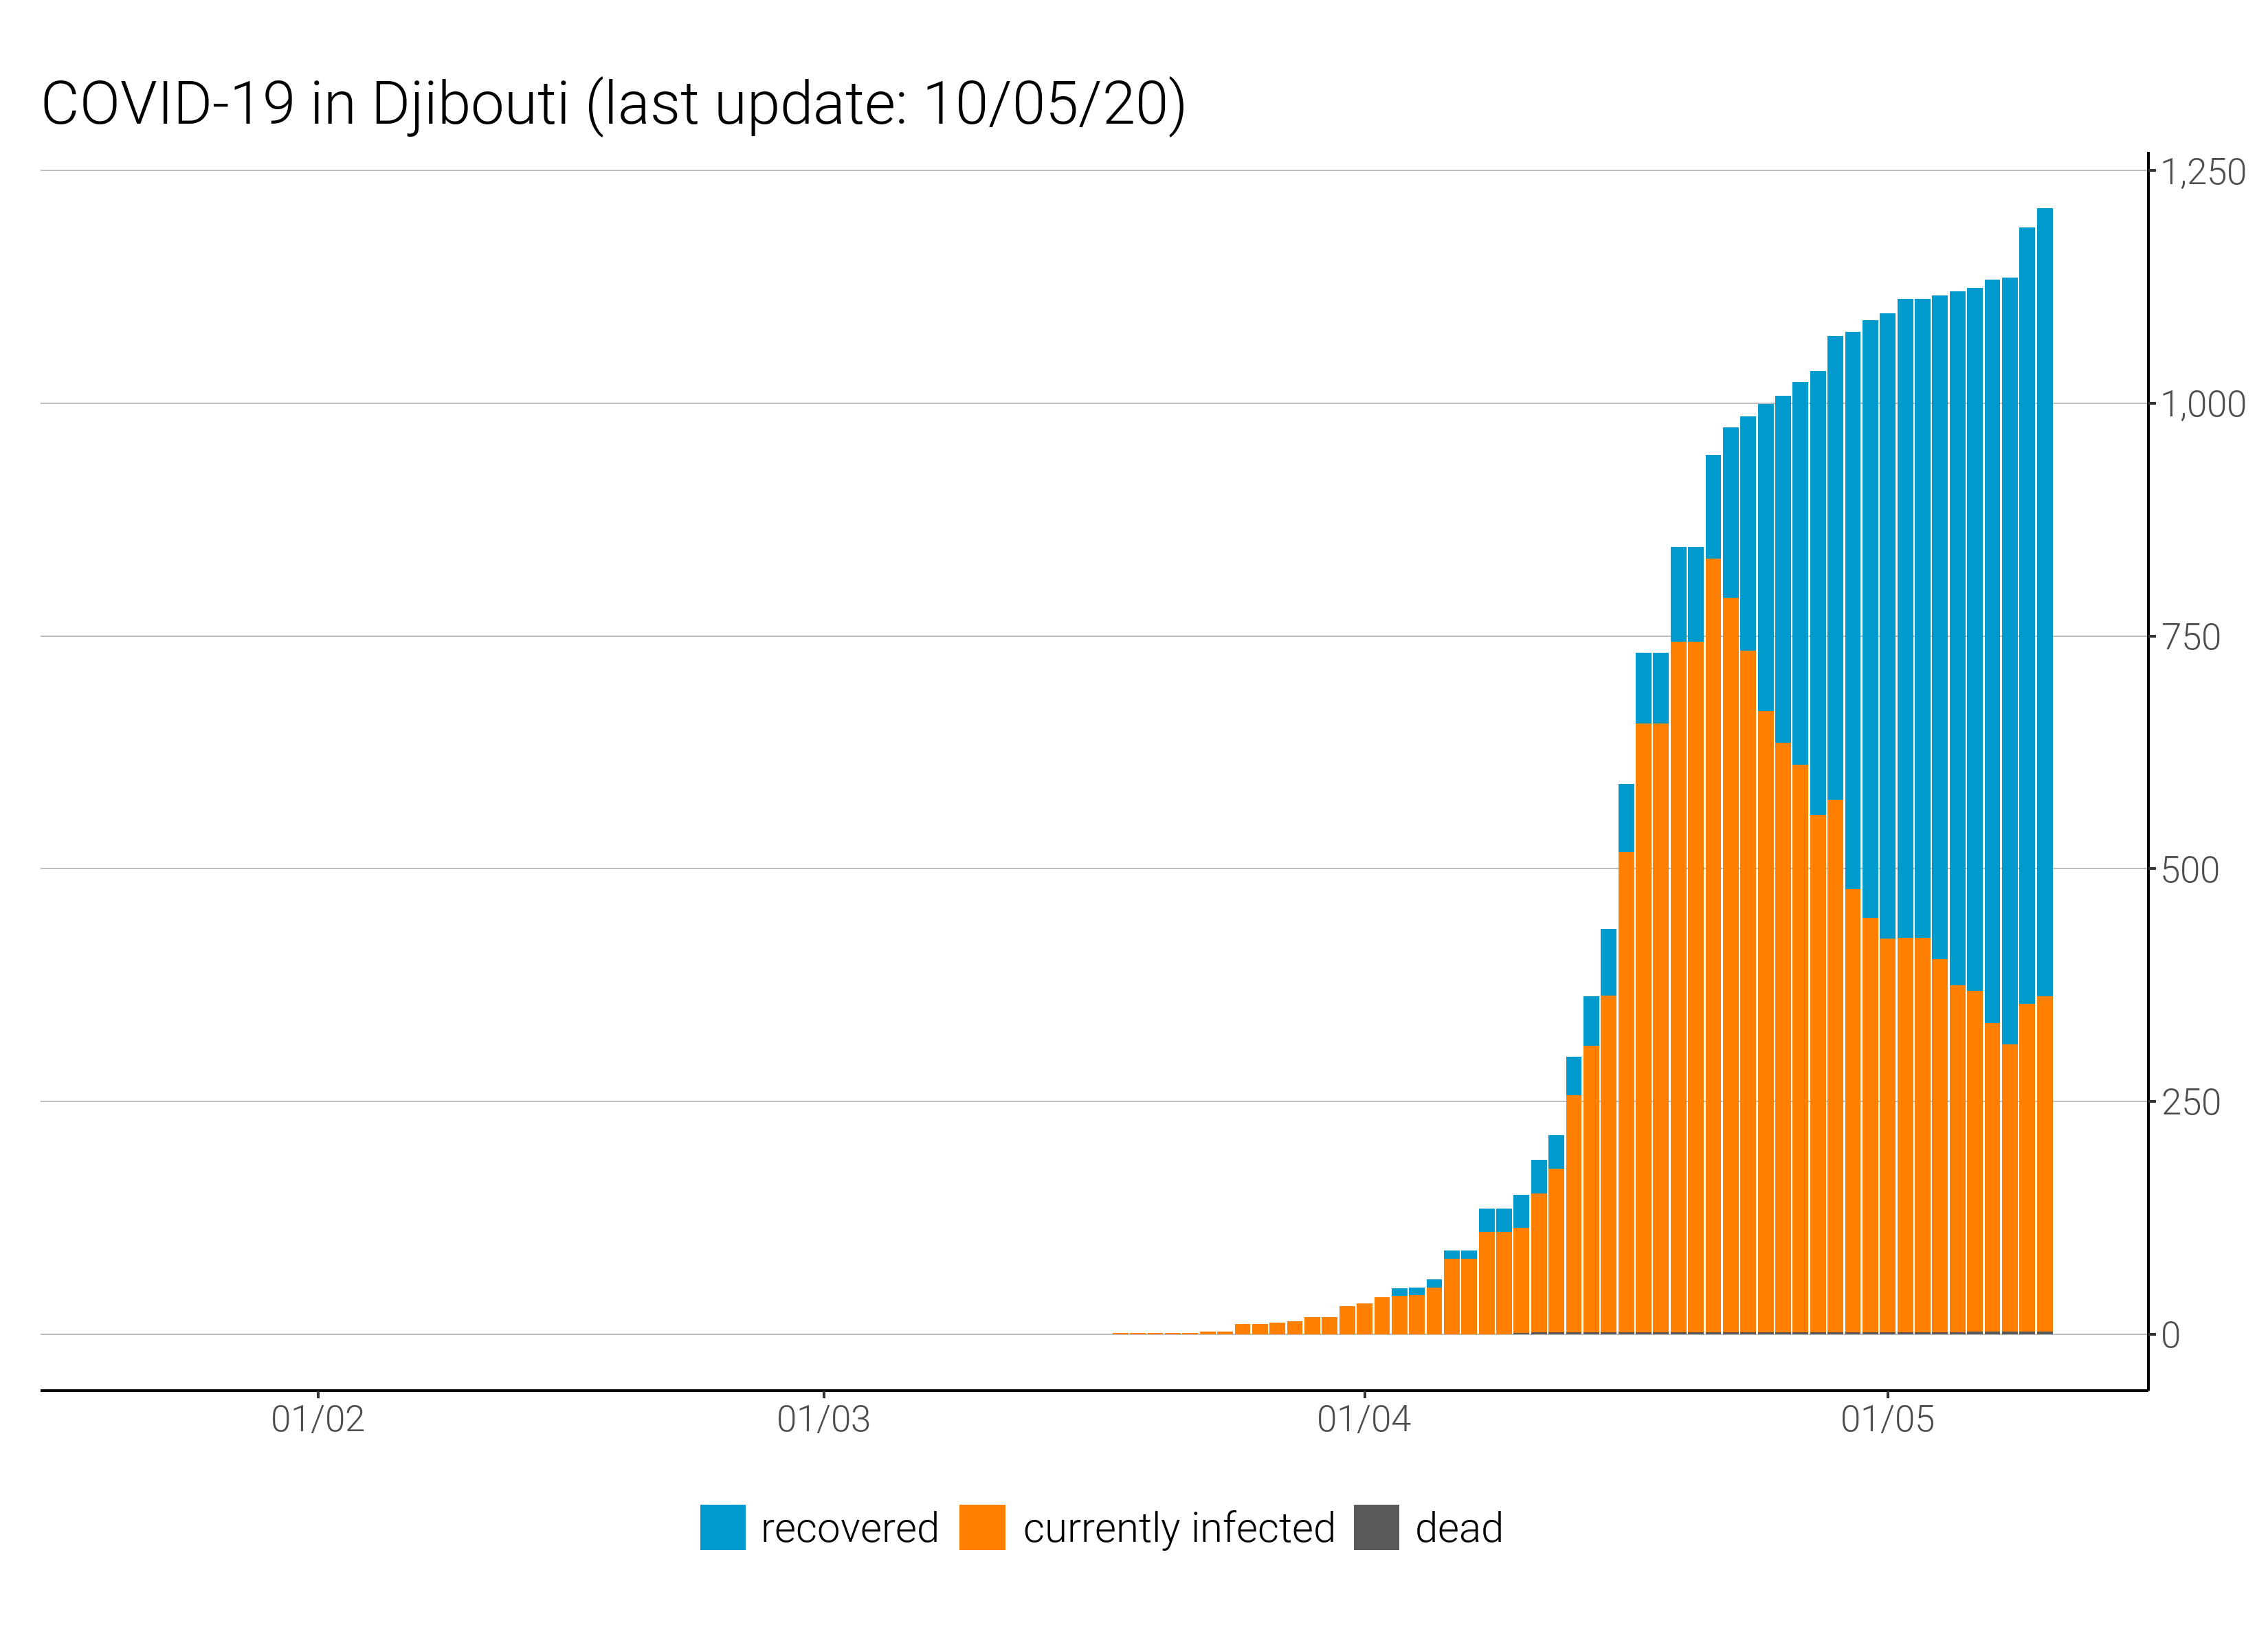 COVID-19 in Djibouti (last update: 10/05/20)
1,250
1,000
750
500
250
0
01/02 01/03 01/04 01/05
recovered currently infected dead